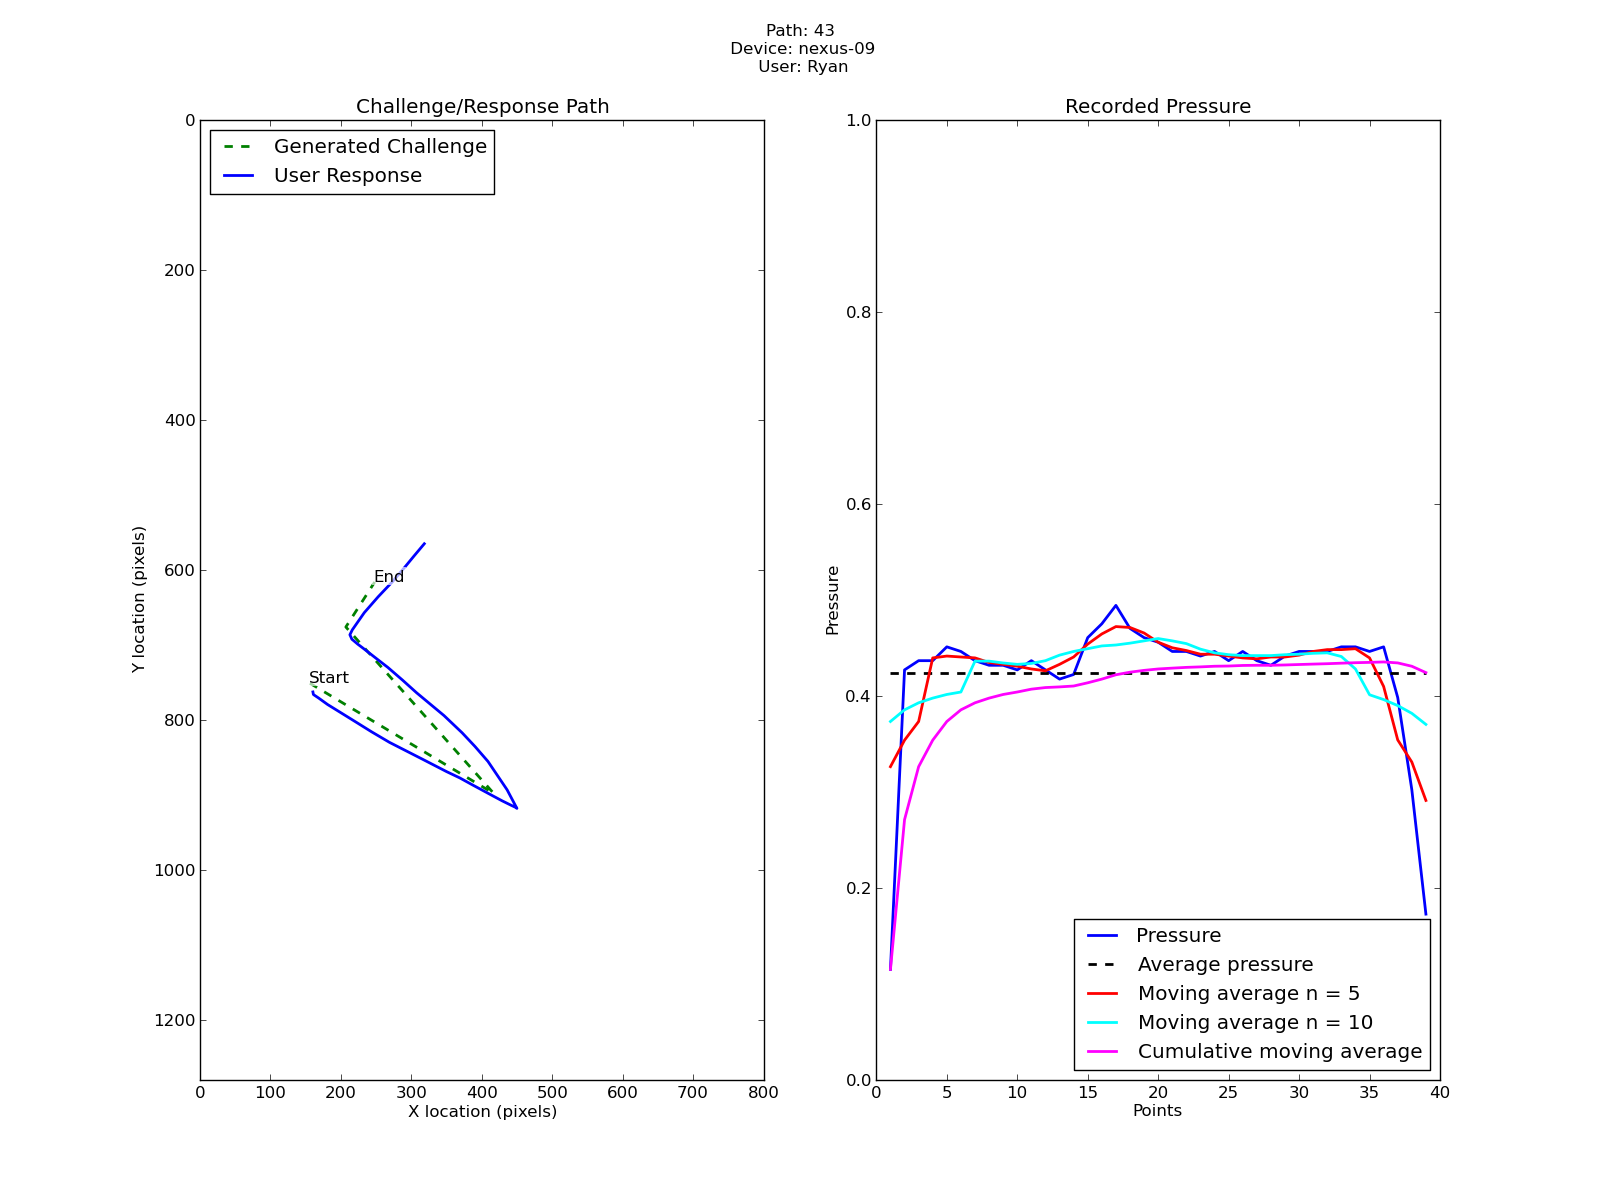 Path: 43
Device: nexus-09
User: Ryan
Challenge/Response Path
Generated Challenge
User Response
0
200
400
600
800
1000
1200
Y location (pixels)
Start
End
0 100 200 300 400 500 600 700 800
X location (pixels)
Recorded Pressure
1.0
0.8
0.6
0.4
0.2
0.0
Pressure
Pressure
Average pressure
Moving average n = 5
Moving average n = 10
Cumulative moving average
0 5 10 15 20 25 30 35 40
Points